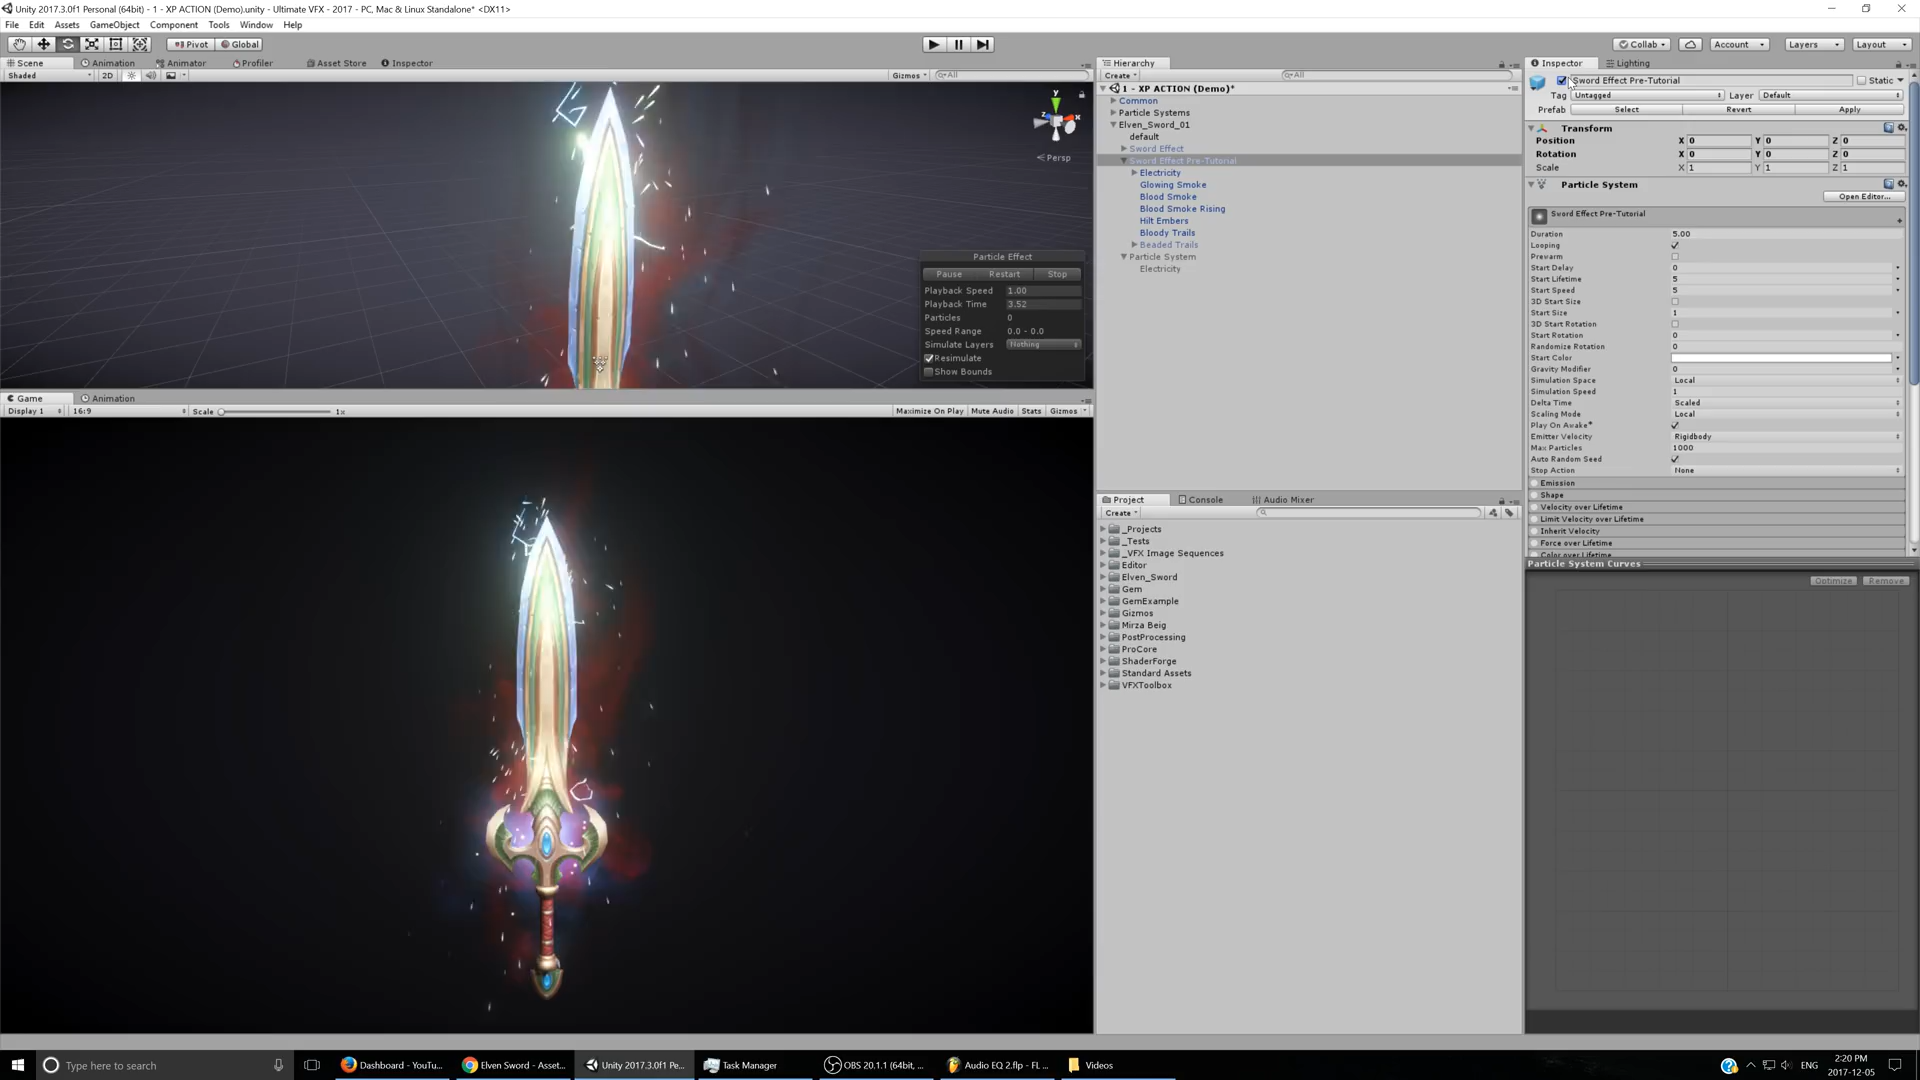 Unity 2017.3.0f1 Personal (64bit) - 1 - XP ACTION (Demo).unity - Ultimate VFX - 2017 - PC, Mac & Linux Standalone* <DX11>
File Edit Assets GameObject Component Tools Window Help
Pivot Global Collab Account Layers Layout
Scene Animation Animator Profiler Asset Store Inspector
Shaded 2D Gizmos All
y
x
Persp
Particle Effect
Pause Restart Stop
Playback Speed 1.00
Playback Time 3.52
Particles 0
Speed Range 0.0 - 0.0
Simulate Layers Nothing
Resimulate
Show Bounds
Game Animation
Display 1 16:9 Scale 1x Maximize On Play Mute Audio Stats Gizmos
Hierarchy
Create All
1 - XP ACTION (Demo)*
Common
Particle Systems
Elven_Sword_01
default
Sword Effect
Sword Effect Pre-Tutorial
Electricity
Glowing Smoke
Blood Smoke
Blood Smoke Rising
Hilt Embers
Bloody Trails
Beaded Trails
Particle System
Electricity
Project Console Audio Mixer
Create
_Projects
_Tests
_VFX Image Sequences
Editor
Elven_Sword
Gem
GemExample
Gizmos
Mirza Beig
PostProcessing
ProCore
ShaderForge
Standard Assets
VFXToolbox
Inspector Lighting
Sword Effect Pre-Tutorial Static
Tag Untagged Layer Default
Prefab Select Revert Apply
Transform
Position X 0 Y 0 Z 0
Rotation X 0 Y 0 Z 0
Scale X 1 Y 1 Z 1
Particle System
Open Editor...
Sword Effect Pre-Tutorial
Duration 5.00
Looping
Prewarm
Start Delay 0
Start Lifetime 5
Start Speed 5
3D Start Size
Start Size 1
3D Start Rotation
Start Rotation 0
Randomize Rotation 0
Start Color
Gravity Modifier 0
Simulation Space Local
Simulation Speed 1
Delta Time Scaled
Scaling Mode Local
Play On Awake*
Emitter Velocity Rigidbody
Max Particles 1000
Auto Random Seed
Stop Action None
Emission
Shape
Velocity over Lifetime
Limit Velocity over Lifetime
Inherit Velocity
Force over Lifetime
Color over Lifetime
Particle System Curves
Optimize Remove
Type here to search Dashboard - YouTu... Elven Sword - Asset... Unity 2017.3.0f1 Pe... Task Manager OBS 20.1.1 (64bit, ... Audio EQ 2.flp - FL ... Videos ENG
2:20 PM
2017-12-05